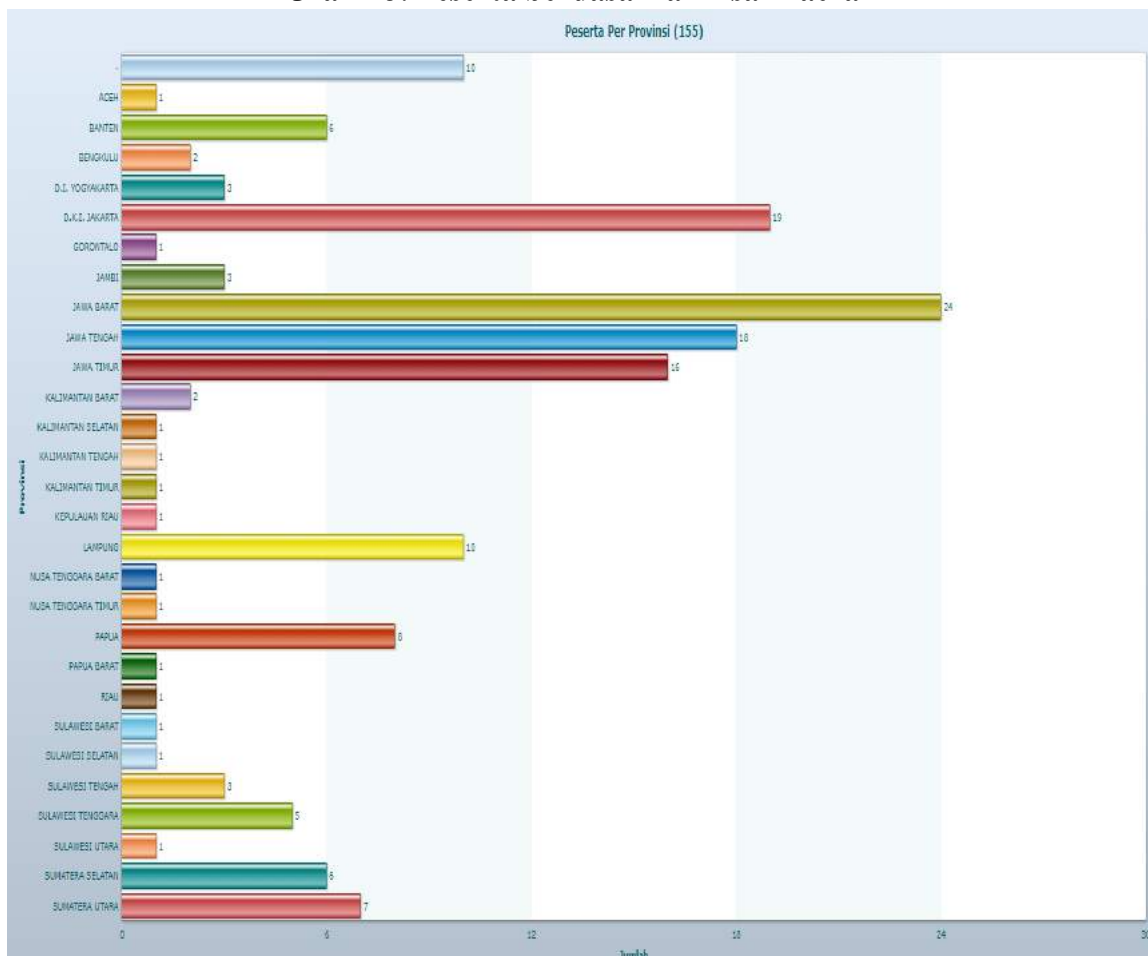 Peserta Per Provinsi (155)
- 10
ACEH 1
BANTEN 6
BENGKULU 2
D.I. YOGYAKARTA 3
D.K.I. JAKARTA 19
GORONTALO 1
JAMBI 3
JAWA BARAT 24
JAWA TENGAH 18
JAWA TIMUR 16
KALIMANTAN BARAT 2
KALIMANTAN SELATAN 1
KALIMANTAN TENGAH 1
KALIMANTAN TIMUR 1
KEPULAUAN RIAU 1
LAMPUNG 10
NUSA TENGGARA BARAT 1
NUSA TENGGARA TIMUR 1
PAPUA 8
PAPUA BARAT 1
RIAU 1
SULAWESI BARAT 1
SULAWESI SELATAN 1
SULAWESI TENGAH 3
SULAWESI TENGGARA 5
SULAWESI UTARA 1
SUMATERA SELATAN 6
SUMATERA UTARA 7
Provinsi
0 6 12 18 24 30
Jumlah